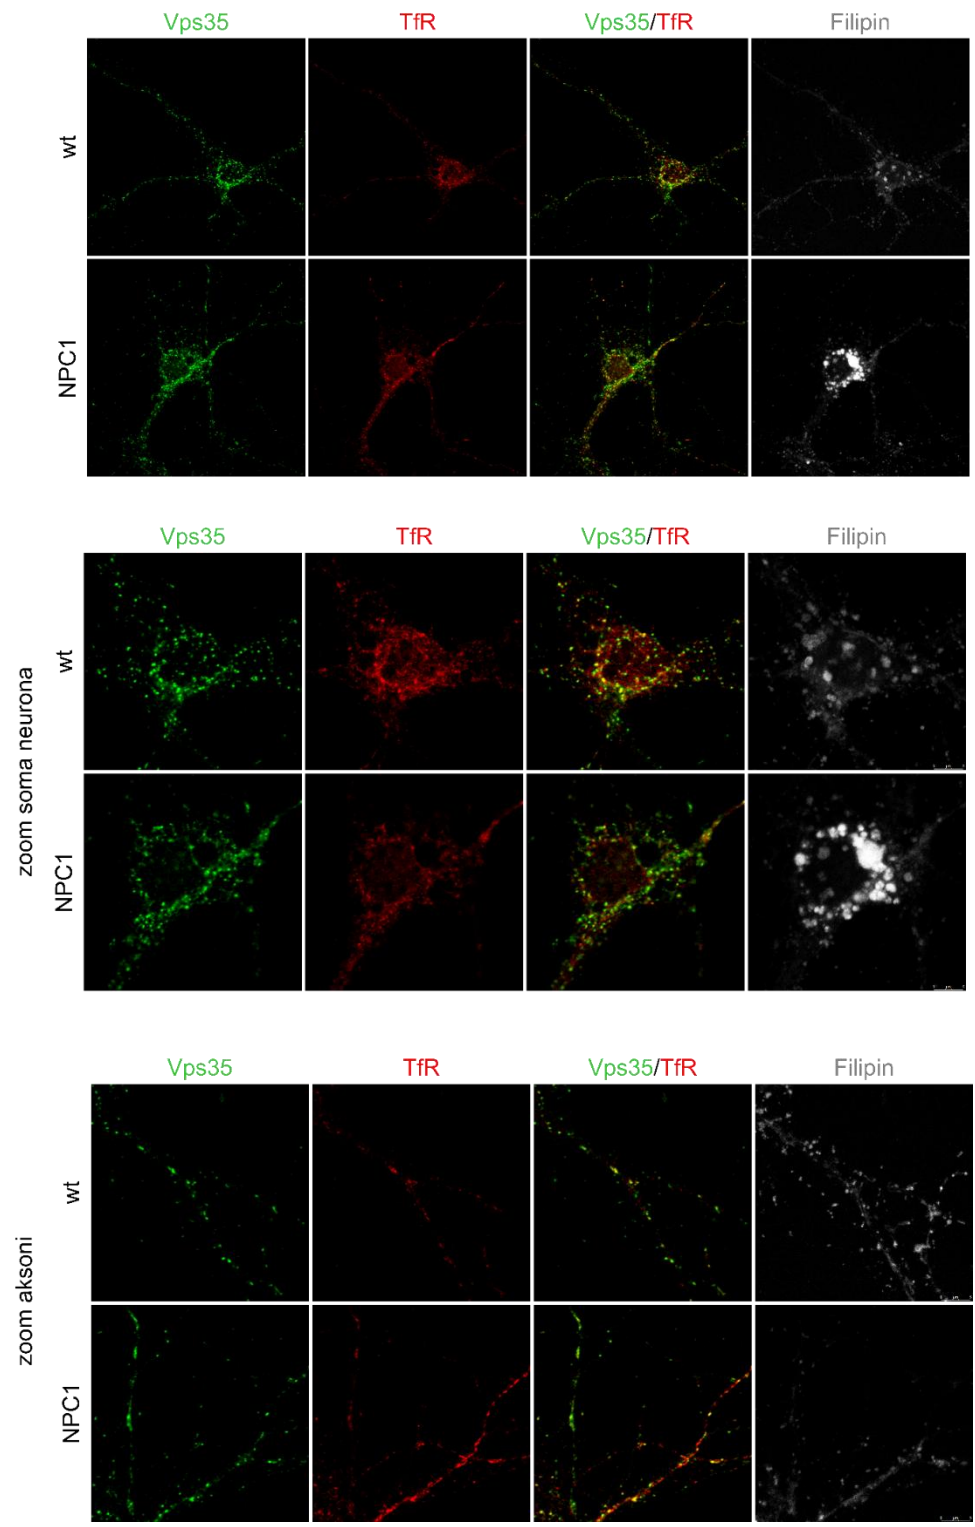 Vps35 TfR Vps35/TfR Filipin
wt
NPC1
Vps35 TfR Vps35/TfR Filipin
zoom soma neurona
wt
NPC1
Vps35 TfR Vps35/TfR Filipin
zoom aksoni
wt
NPC1